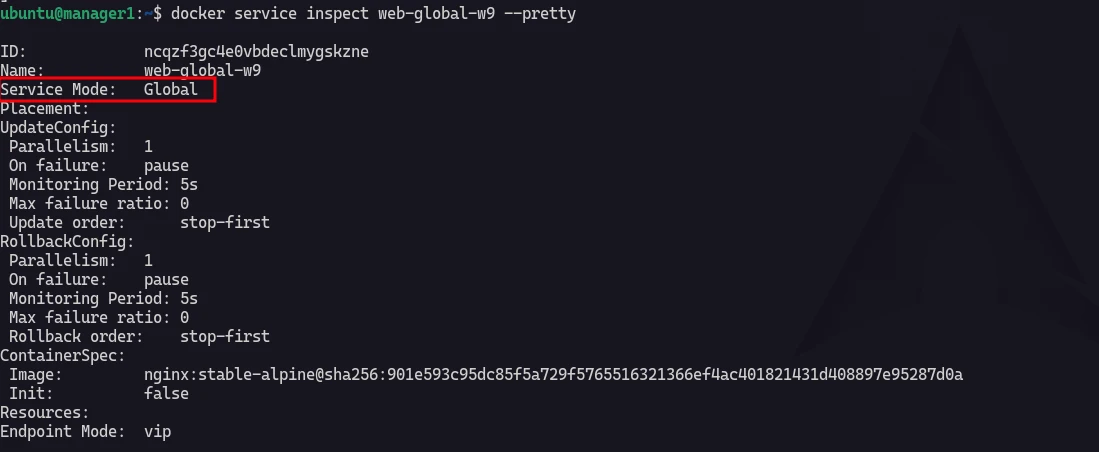 ubuntu@manager1:~$ docker service inspect web-global-w9 --pretty
ID: ncqzf3gc4e0vbdeclmygskzne
Name: web-global-w9
Service Mode: Global
Placement:
UpdateConfig:
Parallelism: 1
On failure: pause
Monitoring Period: 5s
Max failure ratio: 0
Update order: stop-first
RollbackConfig:
Parallelism: 1
On failure: pause
Monitoring Period: 5s
Max failure ratio: 0
Rollback order: stop-first
ContainerSpec:
Image: nginx:stable-alpine@sha256:901e593c95dc85f5a729f5765516321366ef4ac401821431d408897e95287d0a
Init: false
Resources:
Endpoint Mode: vip